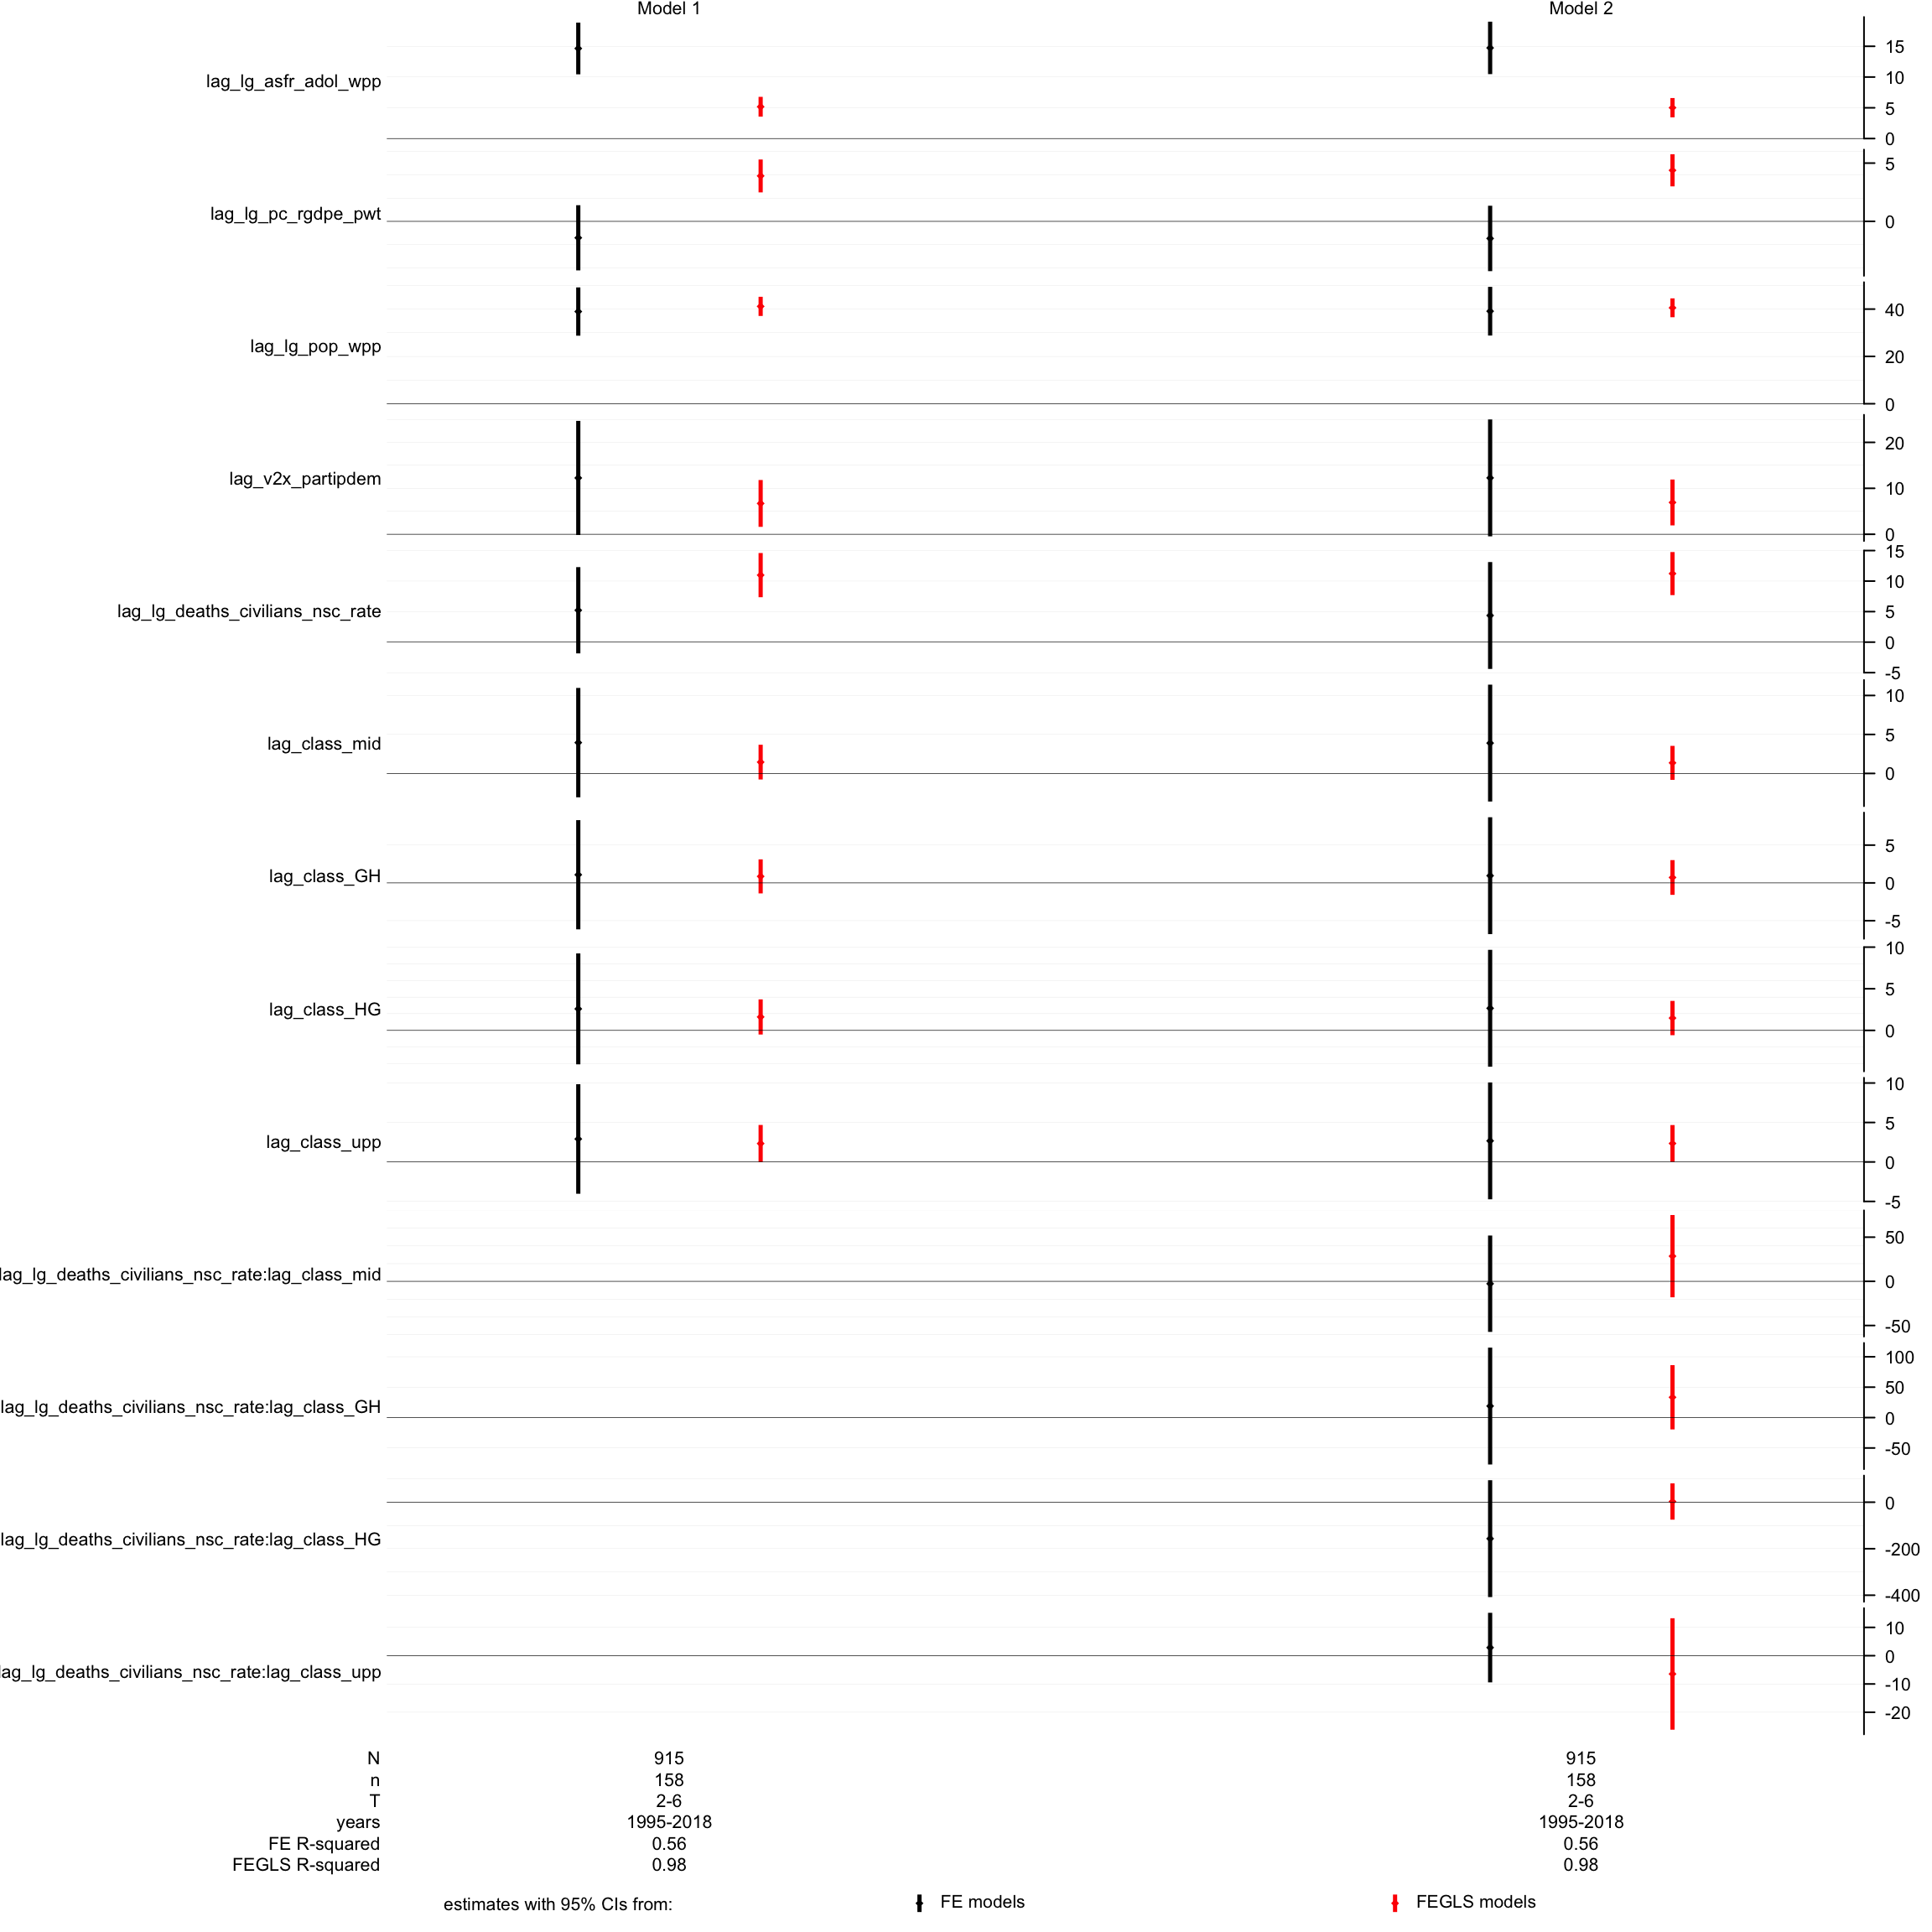 Model 1 Model 2
lag_lg_asfr_adol_wpp
15
10
5
0
lag_lg_pc_rgdpe_pwt
5
0
lag_lg_pop_wpp
40
20
0
lag_v2x_partipdem
20
10
0
lag_lg_deaths_civilians_nsc_rate
15
10
5
0
-5
lag_class_mid
10
5
0
lag_class_GH
5
0
-5
lag_class_HG
10
5
0
lag_class_upp
10
5
0
-5
lag_lg_deaths_civilians_nsc_rate:lag_class_mid
50
0
-50
lag_lg_deaths_civilians_nsc_rate:lag_class_GH
100
50
0
-50
lag_lg_deaths_civilians_nsc_rate:lag_class_HG
0
-200
-400
lag_lg_deaths_civilians_nsc_rate:lag_class_upp
10
0
-10
-20
N 915 915
n 158 158
T 2-6 2-6
years 1995-2018 1995-2018
FE R-squared 0.56 0.56
FEGLS R-squared 0.98 0.98
estimates with 95% CIs from: FE models FEGLS models